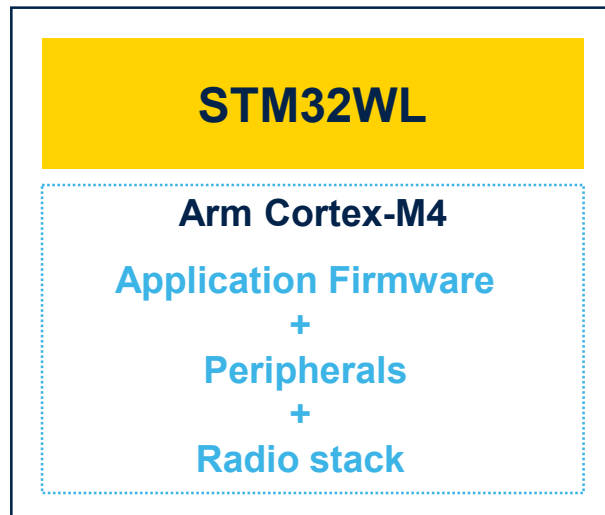 STM32WL
Arm Cortex-M4
Application Firmware
+
Peripherals
+
Radio stack